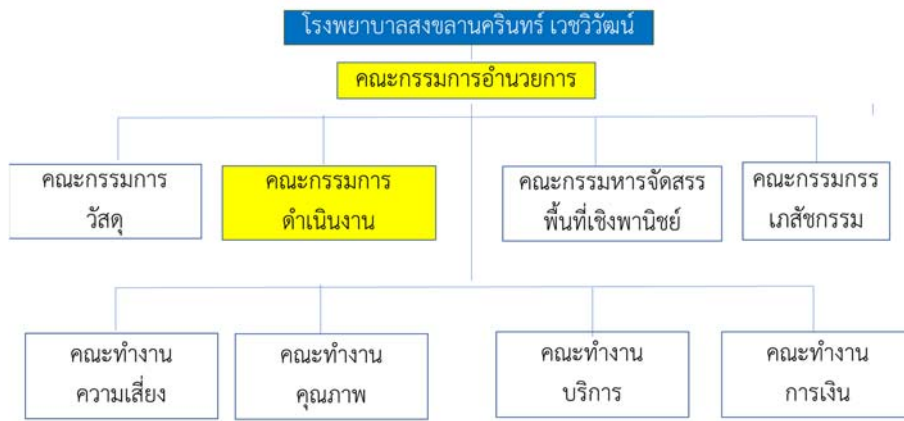 โรงพยาบาลสงขลานครินทร์ เวชวิวัฒน์
คณะกรรมการอำนวยการ
คณะกรรมการ
วัสดุ
คณะกรรมการ
ดำเนินงาน
คณะกรรมหารจัดสรร
พื้นที่เชิงพานิชย์
คณะกรรมกรร
เภสัชกรรม
คณะทำงาน
ความเสี่ยง
คณะทำงาน
คุณภาพ
คณะทำงาน
บริการ
คณะทำงาน
การเงิน